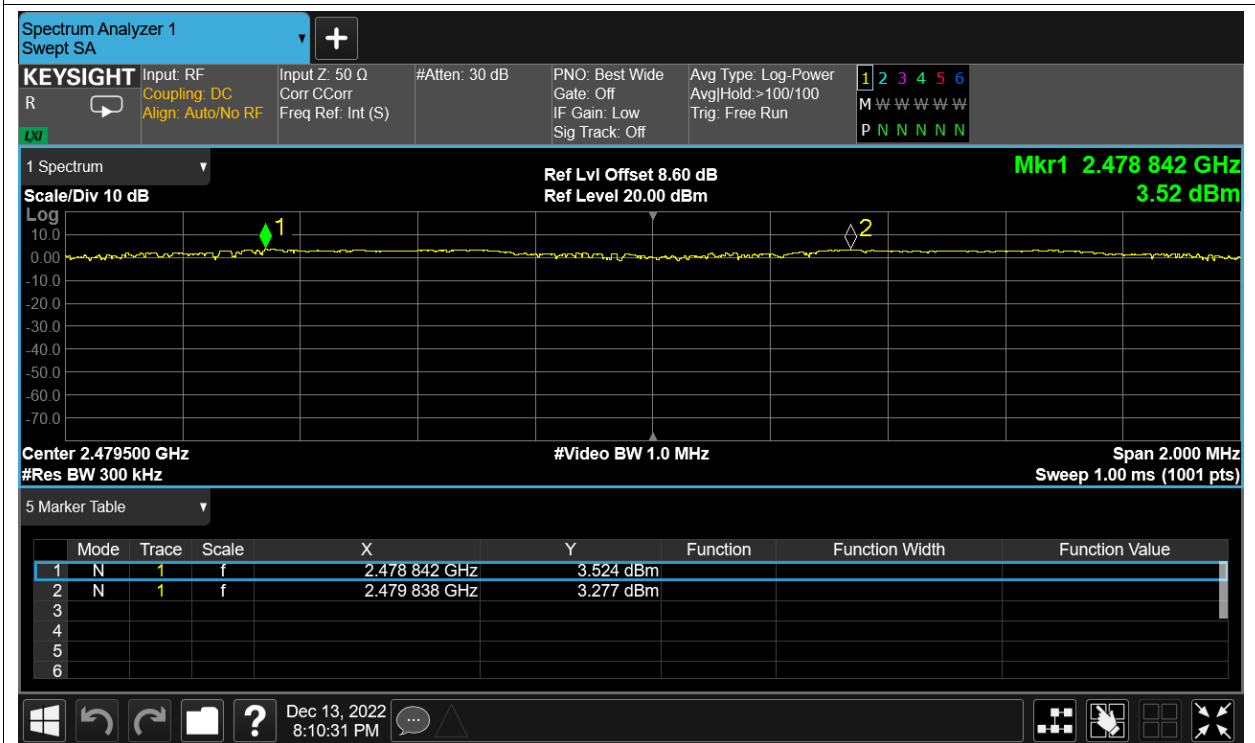 Spectrum Analyzer 1
Swept SA
KEYSIGHT Input: RF Input Z: 50 Ω #Atten: 30 dB PNO: Best Wide Avg Type: Log-Power 1 2 3 4 5 6
R Coupling: DC Corr CCorr Gate: Off Avg|Hold:>100/100 M W W W W W
Align: Auto/No RF Freq Ref: Int (S) IF Gain: Low Trig: Free Run
LXI Sig Track: Off P N N N N N
1 Spectrum Ref Lvl Offset 8.60 dB Mkr1 2.478 842 GHz
Scale/Div 10 dB Ref Level 20.00 dBm 3.52 dBm
Log
1 2
10.0
0.00
-10.0
-20.0
-30.0
-40.0
-50.0
-60.0
-70.0
Center 2.479500 GHz #Video BW 1.0 MHz Span 2.000 MHz
#Res BW 300 kHz Sweep 1.00 ms (1001 pts)
5 Marker Table
Mode Trace Scale X Y Function Function Width Function Value
1 N 1 f 2.478 842 GHz 3.524 dBm
2 N 1 f 2.479 838 GHz 3.277 dBm
3
4
5
6
? Dec 13, 2022
8:10:31 PM